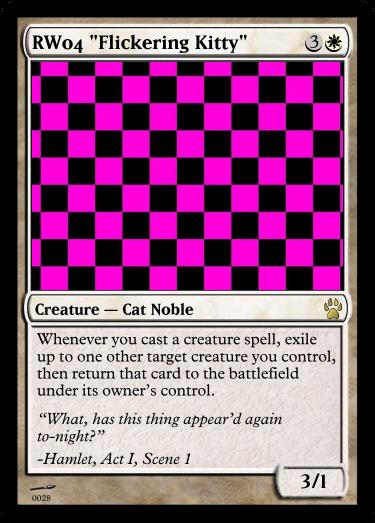 RW04 "Flickering Kitty" 3
Creature — Cat Noble
Whenever you cast a creature spell, exile
up to one other target creature you control,
then return that card to the battlefield
under its owner's control.
“What, has this thing appear’d again
to-night?”
-Hamlet, Act I, Scene 1
3/1
0028